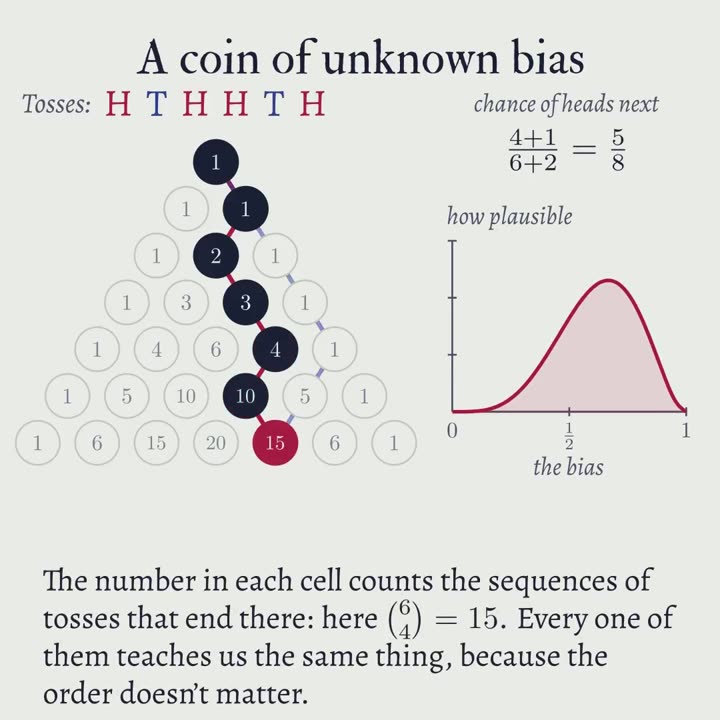 A coin of unknown bias
Tosses: H T H H T H
chance of heads next
4+1/6+2 = 5/8
1
1 1
1 2 1
1 3 3 1
1 4 6 4 1
1 5 10 10 5 1
1 6 15 20 15 6 1
how plausible
0 1/2 1
the bias
The number in each cell counts the sequences of
tosses that end there: here (6 4) = 15. Every one of
them teaches us the same thing, because the
order doesn't matter.